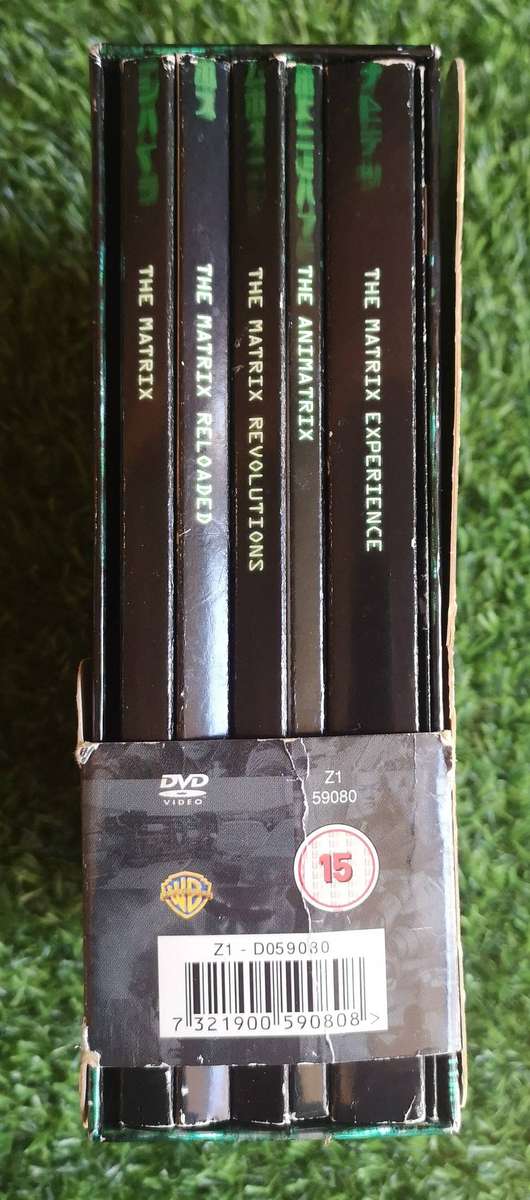 THE MATRIX
THE MATRIX RELOADED
THE MATRIX REVOLUTIONS
THE ANIMATRIX
THE MATRIX EXPERIENCE
DVD
VIDEO
Z1
59080
15
WB
Z1 - D059080
7 321900 590808 >